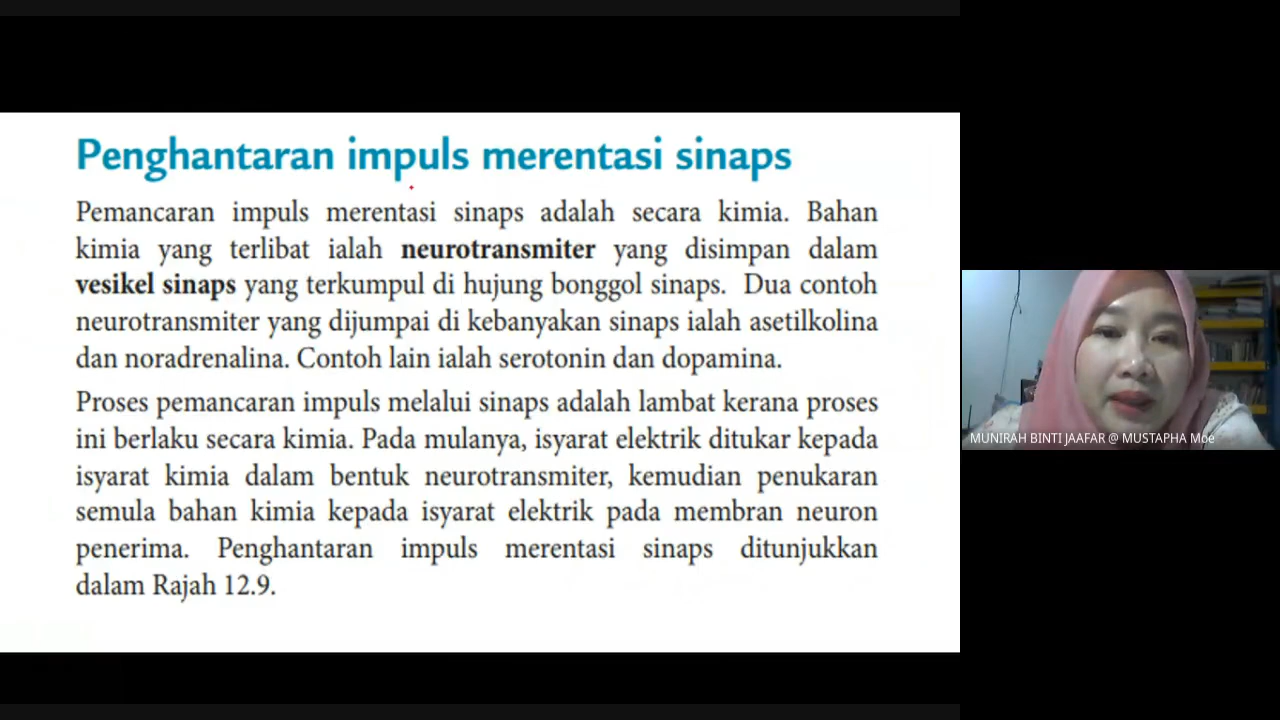 Penghantaran impuls merentasi sinaps
Pemancaran impuls merentasi sinaps adalah secara kimia. Bahan
kimia yang terlibat ialah neurotransmiter yang disimpan dalam
vesikel sinaps yang terkumpul di hujung bonggol sinaps. Dua contoh
neurotransmiter yang dijumpai di kebanyakan sinaps ialah asetilkolina
dan noradrenalina. Contoh lain ialah serotonin dan dopamina.
Proses pemancaran impuls melalui sinaps adalah lambat kerana proses
ini berlaku secara kimia. Pada mulanya, isyarat elektrik ditukar kepada
isyarat kimia dalam bentuk neurotransmiter, kemudian penukaran
semula bahan kimia kepada isyarat elektrik pada membran neuron
penerima. Penghantaran impuls merentasi sinaps ditunjukkan
dalam Rajah 12.9.
MUNIRAH BINTI JAAFAR @ MUSTAPHA Moe